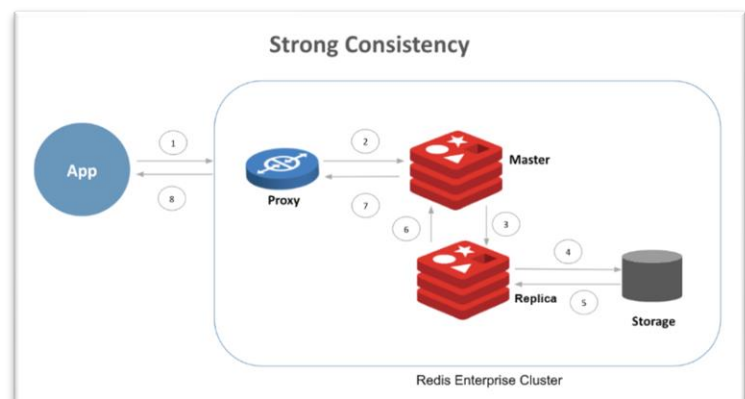 Strong Consistency
1
2
App
Master
8
Proxy
7
6
3
4
Replica
5
Storage
Redis Enterprise Cluster